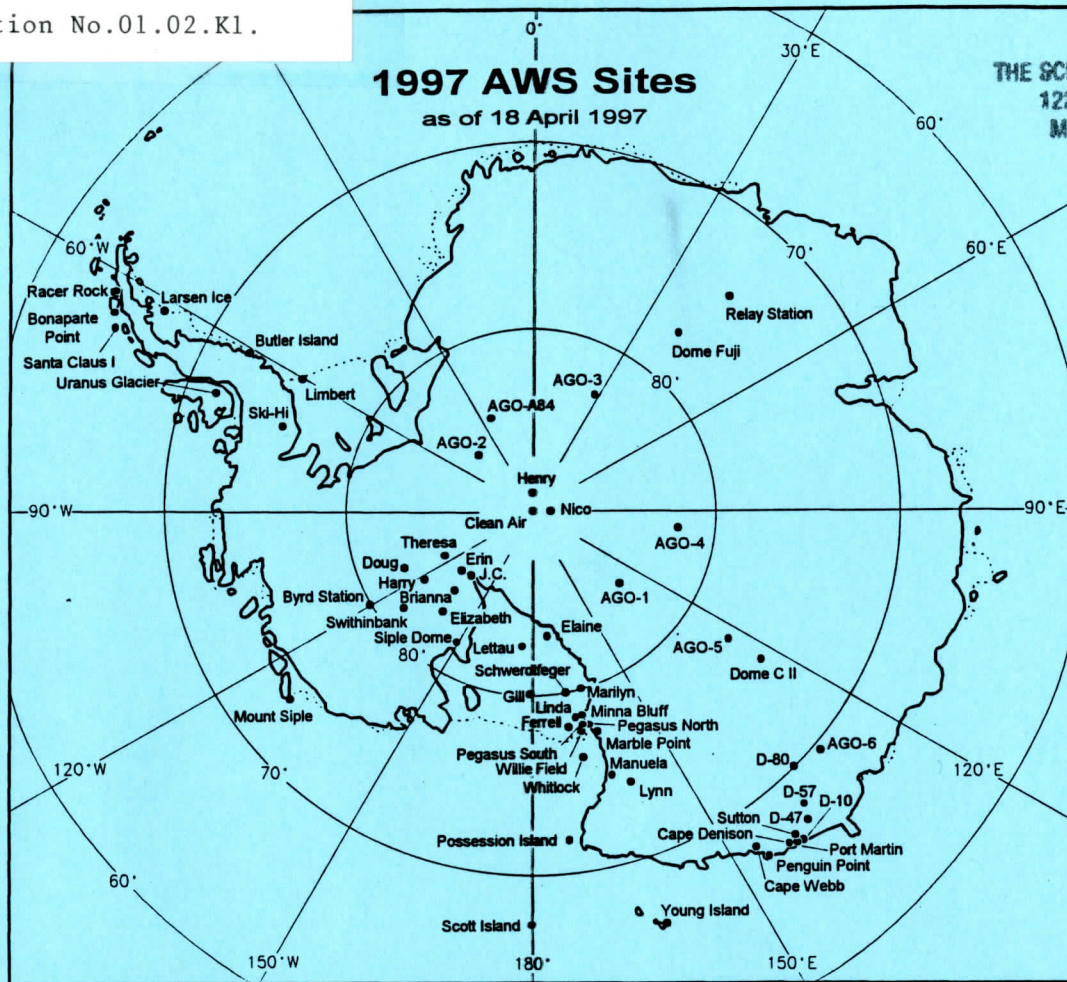 tion No.01.02.K1.
0°
30°E
1997 AWS Sites
as of 18 April 1997
THE SC
122
M
60°
60°W
60°E
70°
Racer Rock
Larsen Ice
Bonaparte
Point
Relay Station
Santa Claus I
Butler Island
Dome Fuji
Uranus Glacier
Limbert
80°
AGO-3
Ski-Hi
AGO-A84
AGO-2
Henry
90°W
Clean Air
Nico
90°E
AGO-4
Theresa
Erin
Doug
J.C.
Harry
AGO-1
Byrd Station
Brianna
Swithinbank
Elizabeth
Elaine
Siple Dome
Lettau
AGO-5
80°
Schwerdtfeger
Dome C II
Gill
Marilyn
Mount Siple
Linda
Minna Bluff
Ferrell
Pegasus North
Pegasus South
Marble Point
AGO-6
Willie Field
Manuela
D-80
120°W
70°
Whitlock
Lynn
120°E
D-57
D-10
Sutton
D-47
Cape Denison
Possession Island
Port Martin
Penguin Point
60°
Cape Webb
Young Island
Scott Island
150°W
180°
150°E